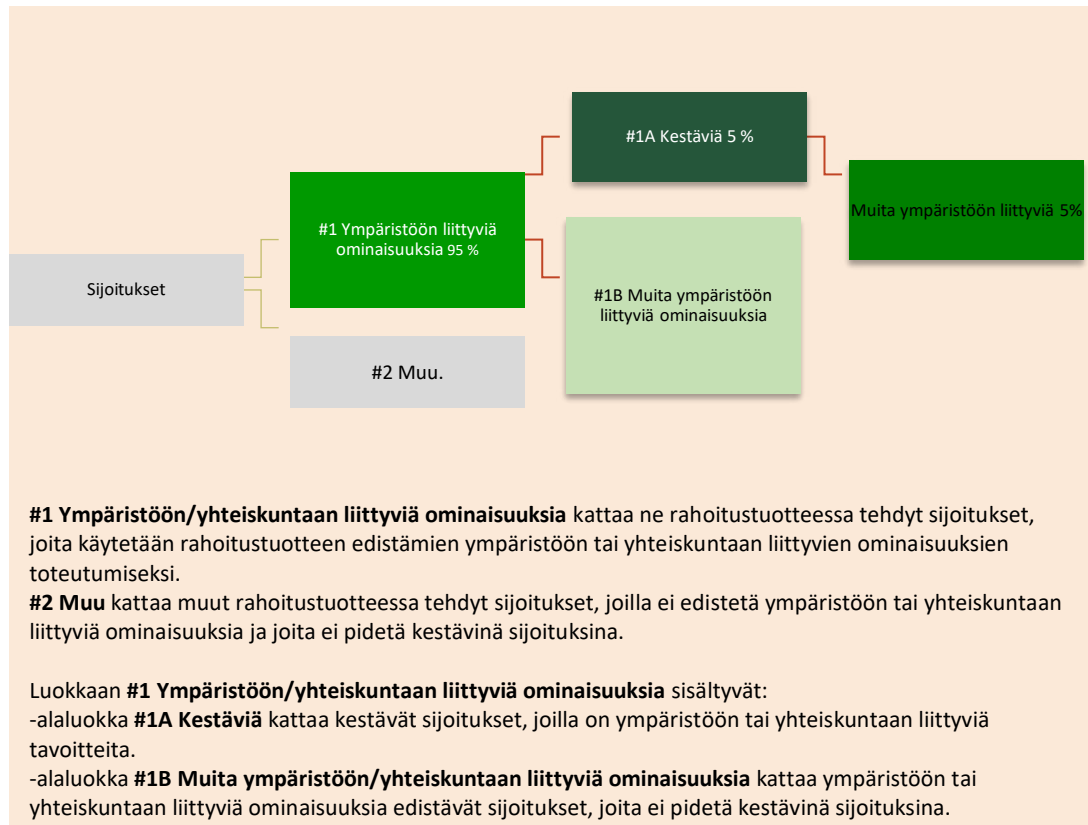 #1A Kestäviä 5 %
Muita ympäristöön liittyviä 5%
#1 Ympäristöön liittyviä
ominaisuuksia 95 %
Sijoitukset
#1B Muita ympäristöön
liittyviä ominaisuuksia
#2 Muu.
#1 Ympäristöön/yhteiskuntaan liittyviä ominaisuuksia kattaa ne rahoitustuotteessa tehdyt sijoitukset,
joita käytetään rahoitustuotteen edistämien ympäristöön tai yhteiskuntaan liittyvien ominaisuuksien
toteutumiseksi.
#2 Muu kattaa muut rahoitustuotteessa tehdyt sijoitukset, joilla ei edistetä ympäristöön tai yhteiskuntaan
liittyviä ominaisuuksia ja joita ei pidetä kestävinä sijoituksina.
Luokkaan #1 Ympäristöön/yhteiskuntaan liittyviä ominaisuuksia sisältyvät:
-alaluokka #1A Kestäviä kattaa kestävät sijoitukset, joilla on ympäristöön tai yhteiskuntaan liittyviä
tavoitteita.
-alaluokka #1B Muita ympäristöön/yhteiskuntaan liittyviä ominaisuuksia kattaa ympäristöön tai
yhteiskuntaan liittyviä ominaisuuksia edistävät sijoitukset, joita ei pidetä kestävinä sijoituksina.